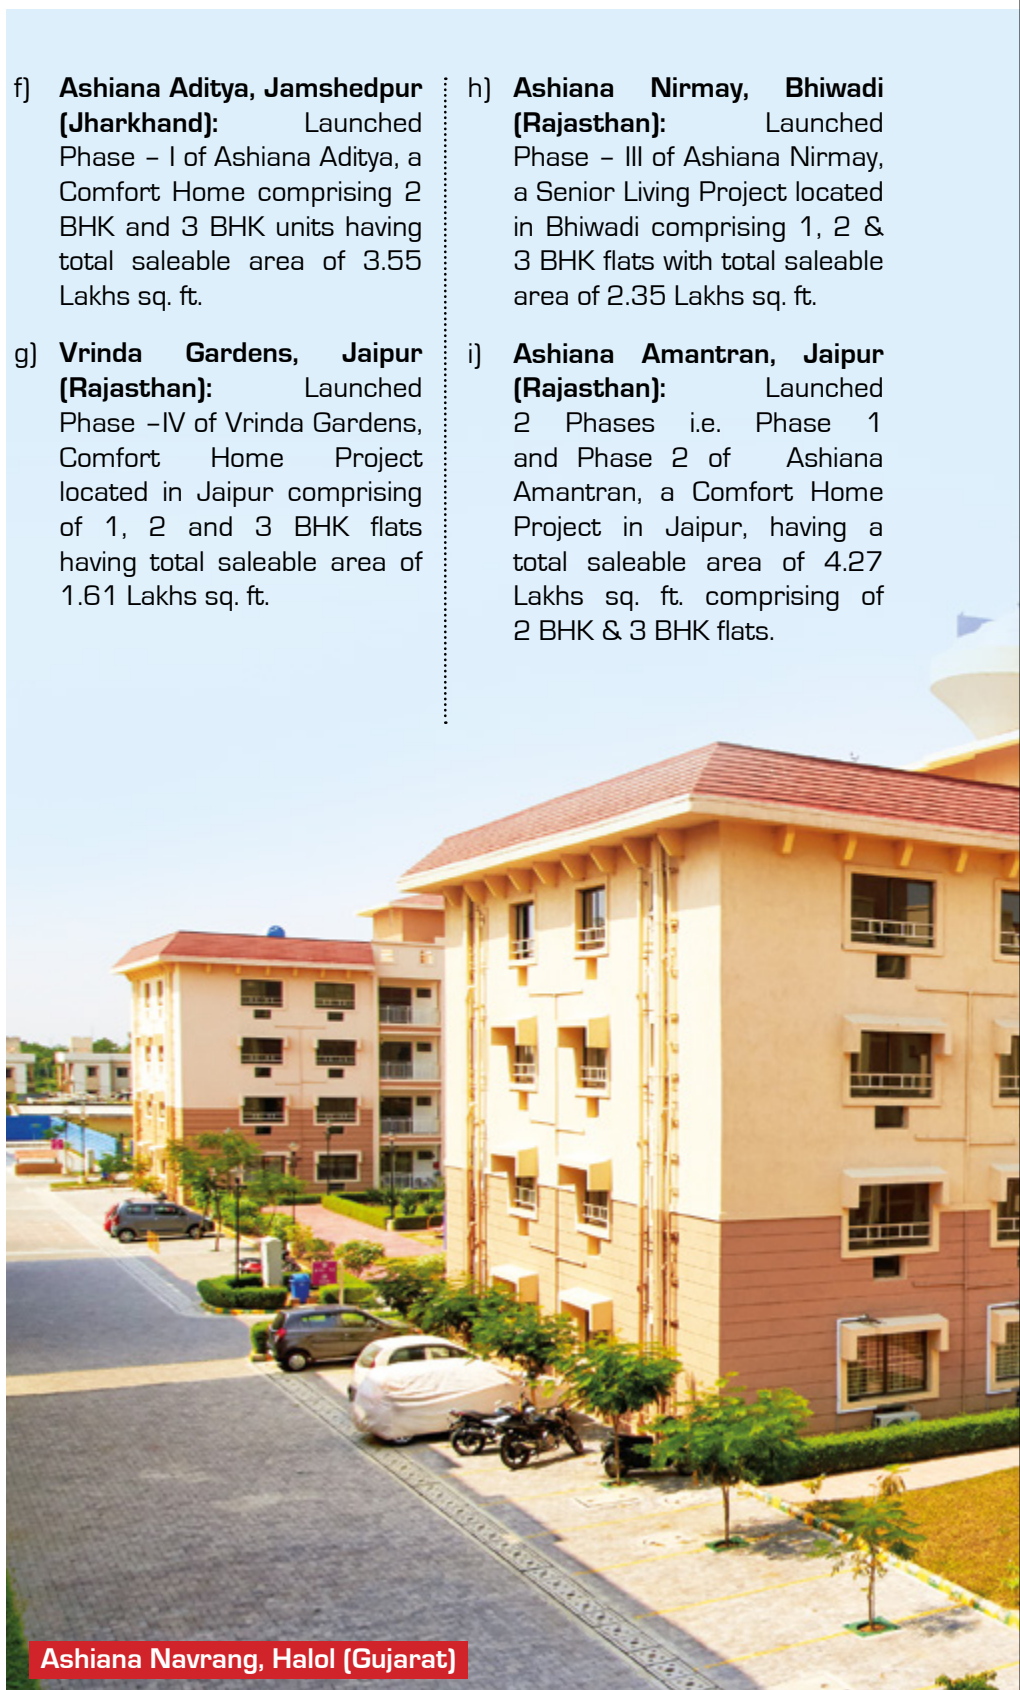 f) Ashiana Aditya, Jamshedpur
(Jharkhand): Launched
Phase – I of Ashiana Aditya, a
Comfort Home comprising 2
BHK and 3 BHK units having
total saleable area of 3.55
Lakhs sq. ft.
g) Vrinda Gardens, Jaipur
(Rajasthan): Launched
Phase –IV of Vrinda Gardens,
Comfort Home Project
located in Jaipur comprising
of 1, 2 and 3 BHK flats
having total saleable area of
1.61 Lakhs sq. ft.
h) Ashiana Nirmay, Bhiwadi
(Rajasthan): Launched
Phase – III of Ashiana Nirmay,
a Senior Living Project located
in Bhiwadi comprising 1, 2 &
3 BHK flats with total saleable
area of 2.35 Lakhs sq. ft.
i) Ashiana Amantran, Jaipur
(Rajasthan): Launched
2 Phases i.e. Phase 1
and Phase 2 of Ashiana
Amantran, a Comfort Home
Project in Jaipur, having a
total saleable area of 4.27
Lakhs sq. ft. comprising of
2 BHK & 3 BHK flats.
Ashiana Navrang, Halol (Gujarat)